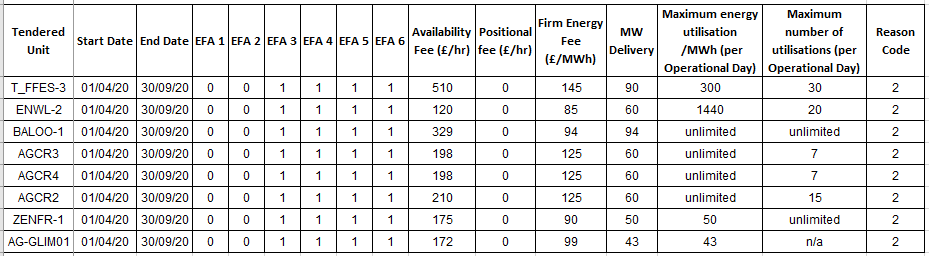 Tendered Unit | Start Date | End Date | EFA 1 | EFA 2 | EFA 3 | EFA 4 | EFA 5 | EFA 6 | Availability Fee (£/hr) | Positional fee (£/hr) | Firm Energy Fee (£/MWh) | MW Delivery | Maximum energy utilisation /MWh (per Operational Day) | Maximum number of utilisations (per Operational Day) | Reason Code
T_FFES-3 | 01/04/20 | 30/09/20 | 0 | 0 | 1 | 1 | 1 | 1 | 510 | 0 | 145 | 90 | 300 | 30 | 2
ENWL-2 | 01/04/20 | 30/09/20 | 0 | 0 | 1 | 1 | 1 | 1 | 120 | 0 | 85 | 60 | 1440 | 20 | 2
BALOO-1 | 01/04/20 | 30/09/20 | 0 | 0 | 1 | 1 | 1 | 1 | 329 | 0 | 94 | 94 | unlimited | unlimited | 2
AGCR3 | 01/04/20 | 30/09/20 | 0 | 0 | 1 | 1 | 1 | 1 | 198 | 0 | 125 | 60 | unlimited | 7 | 2
AGCR4 | 01/04/20 | 30/09/20 | 0 | 0 | 1 | 1 | 1 | 1 | 198 | 0 | 125 | 60 | unlimited | 7 | 2
AGCR2 | 01/04/20 | 30/09/20 | 0 | 0 | 1 | 1 | 1 | 1 | 210 | 0 | 125 | 60 | unlimited | 15 | 2
ZENFR-1 | 01/04/20 | 30/09/20 | 0 | 0 | 1 | 1 | 1 | 1 | 175 | 0 | 90 | 50 | 50 | unlimited | 2
AG-GLIM01 | 01/04/20 | 30/09/20 | 0 | 0 | 1 | 1 | 1 | 1 | 172 | 0 | 99 | 43 | 43 | n/a | 2